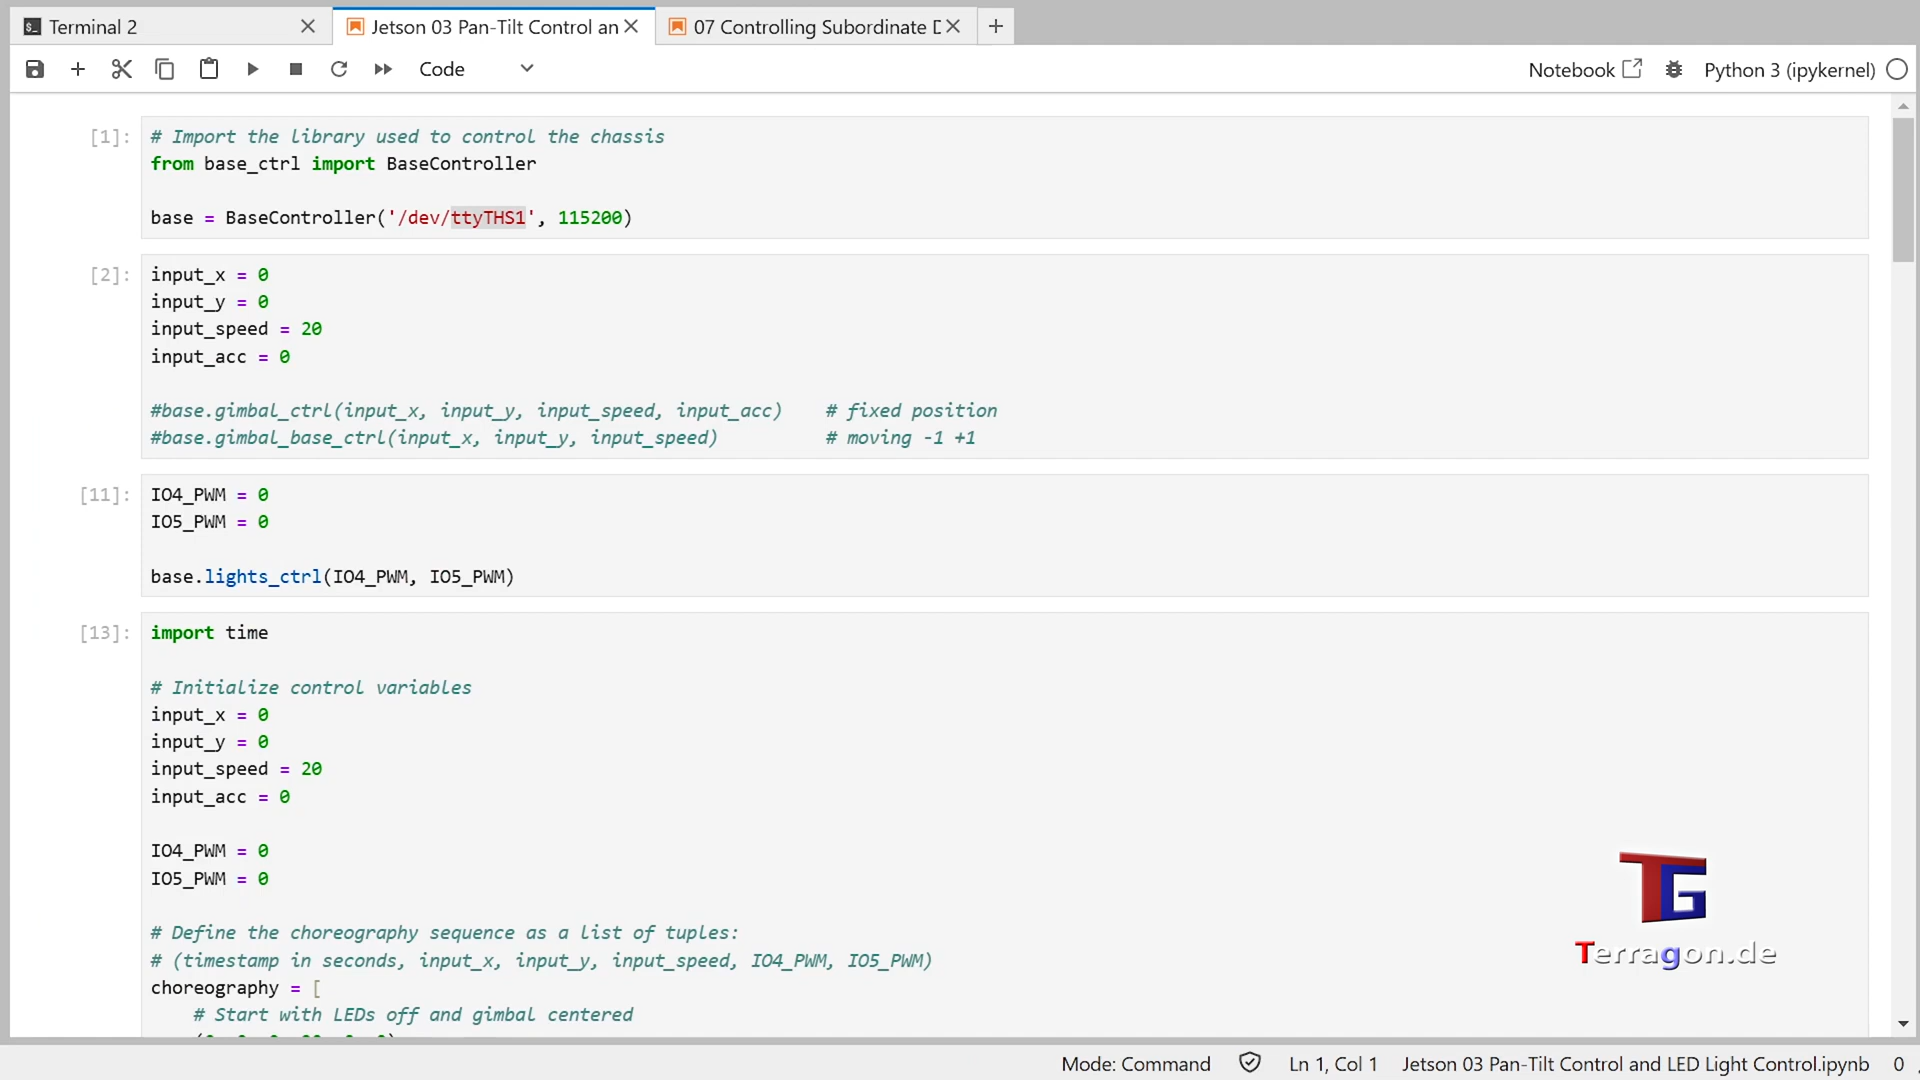 Terminal 2
Jetson 03 Pan-Tilt Control an
07 Controlling Subordinate D
Code
Notebook
Python 3 (ipykernel)
[1]:
# Import the library used to control the chassis
from base_ctrl import BaseController
base = BaseController('/dev/ttyTHS1', 115200)
[2]:
input_x = 0
input_y = 0
input_speed = 20
input_acc = 0
#base.gimbal_ctrl(input_x, input_y, input_speed, input_acc)    # fixed position
#base.gimbal_base_ctrl(input_x, input_y, input_speed)          # moving -1 +1
[11]:
IO4_PWM = 0
IO5_PWM = 0
base.lights_ctrl(IO4_PWM, IO5_PWM)
[13]:
import time
# Initialize control variables
input_x = 0
input_y = 0
input_speed = 20
input_acc = 0
IO4_PWM = 0
IO5_PWM = 0
# Define the choreography sequence as a list of tuples:
# (timestamp in seconds, input_x, input_y, input_speed, IO4_PWM, IO5_PWM)
choreography = [
# Start with LEDs off and gimbal centered
TG
Terragon.de
Mode: Command
Ln 1, Col 1
Jetson 03 Pan-Tilt Control and LED Light Control.ipynb
0